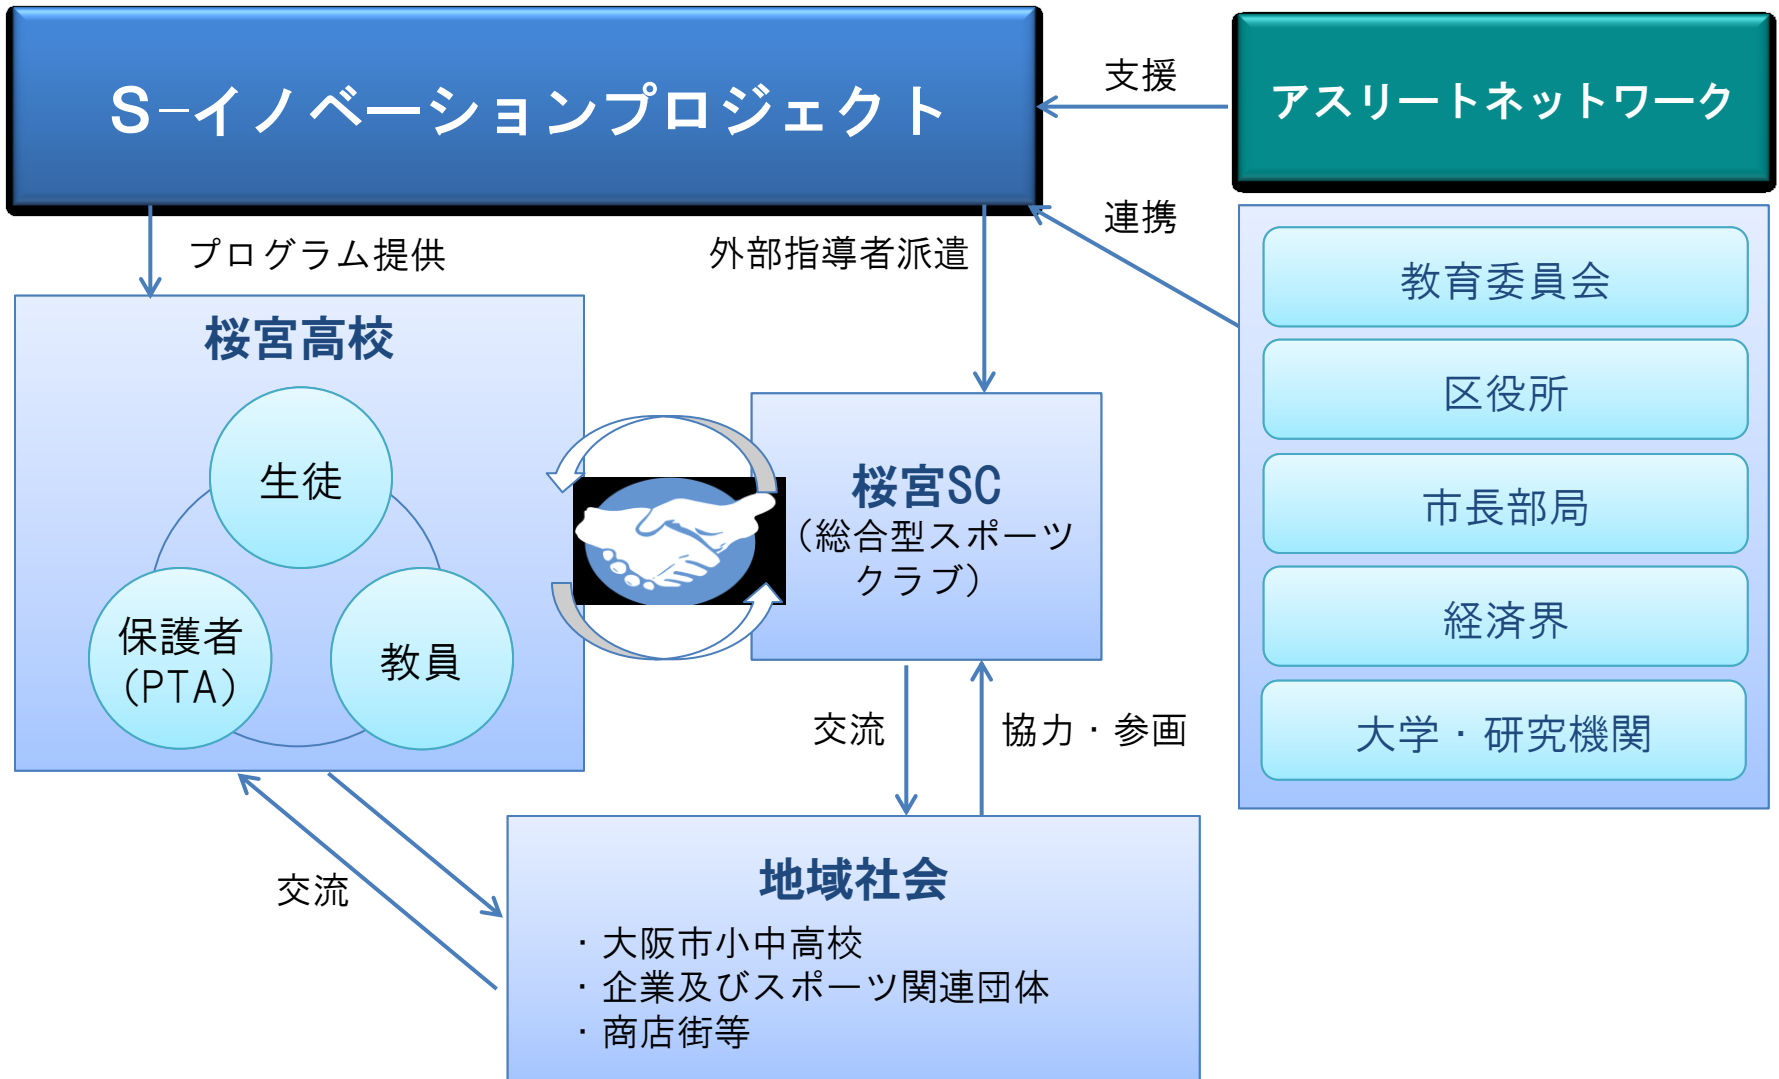 S-イノベーションプロジェクト
支援
アスリートネットワーク
連携
プログラム提供
外部指導者派遣
教育委員会
区役所
市長部局
経済界
大学・研究機関
桜宮高校
生徒
保護者
(PTA)
教員
桜宮SC
(総合型スポーツ
クラブ)
交流
協力・参画
交流
地域社会
・大阪市小中高校
・企業及びスポーツ関連団体
・商店街等